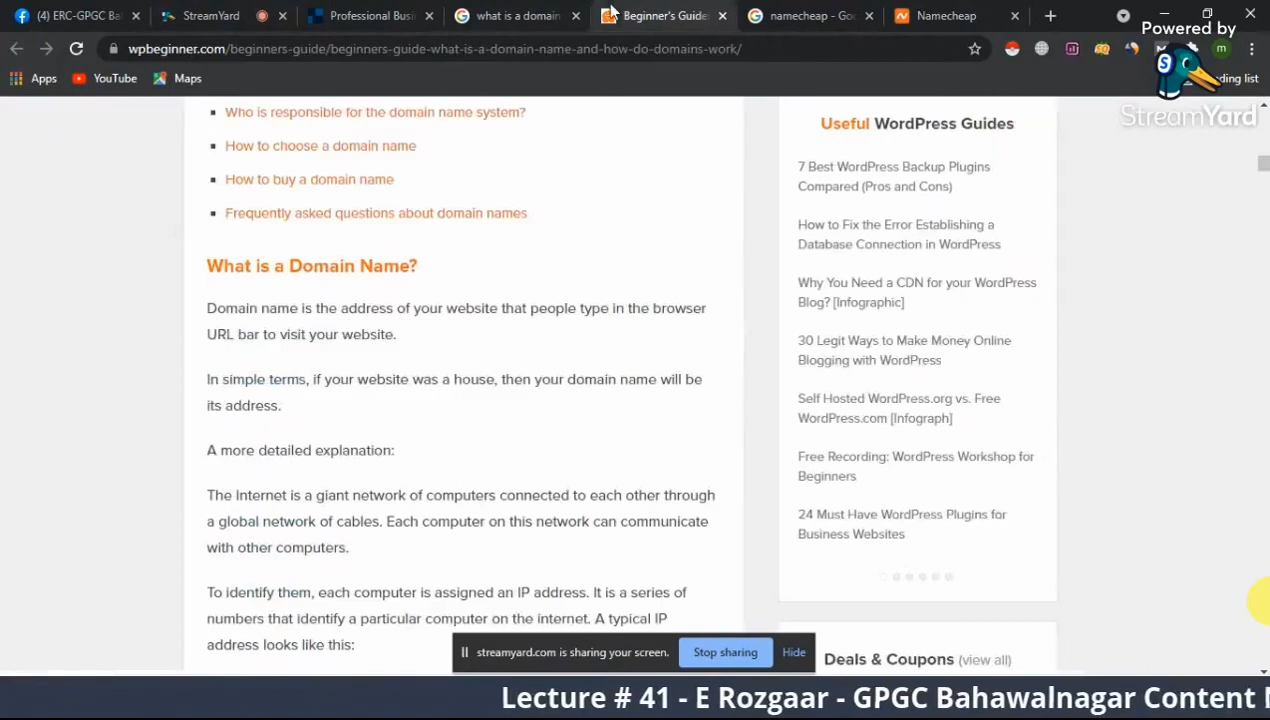 (4) ERC-GPGC Ba
StreamYard
Professional Busi
what is a domain
Beginner's Guide
namecheap - Goo
Namecheap
Powered by
wpbeginner.com/beginners-guide/beginners-guide-what-is-a-domain-name-and-how-do-domains-work/
m
Apps
YouTube
Maps
ding list
StreamYard
Who is responsible for the domain name system?
How to choose a domain name
How to buy a domain name
Frequently asked questions about domain names
What is a Domain Name?
Domain name is the address of your website that people type in the browser
URL bar to visit your website.
In simple terms, if your website was a house, then your domain name will be
its address.
A more detailed explanation:
The Internet is a giant network of computers connected to each other through
a global network of cables. Each computer on this network can communicate
with other computers.
To identify them, each computer is assigned an IP address. It is a series of
numbers that identify a particular computer on the internet. A typical IP
address looks like this:
Useful WordPress Guides
7 Best WordPress Backup Plugins
Compared (Pros and Cons)
How to Fix the Error Establishing a
Database Connection in WordPress
Why You Need a CDN for your WordPress
Blog? [Infographic]
30 Legit Ways to Make Money Online
Blogging with WordPress
Self Hosted WordPress.org vs. Free
WordPress.com [Infograph]
Free Recording: WordPress Workshop for
Beginners
24 Must Have WordPress Plugins for
Business Websites
Deals & Coupons (view all)
streamyard.com is sharing your screen.
Stop sharing
Hide
Lecture # 41 - E Rozgaar - GPGC Bahawalnagar Content